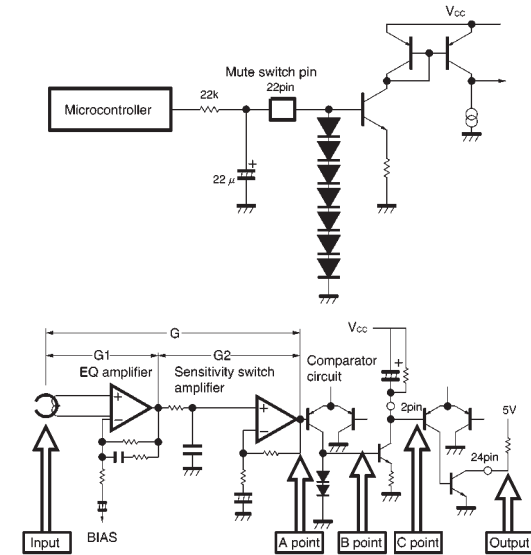 VCC
Mute switch pin
22pin
22k
Microcontroller
+
22 μ
G
G1
G2
VCC
EQ amplifier
Sensitivity switch
amplifier
Comparator
circuit
+
2pin
5V
+
−
+
−
24pin
BIAS
Input
A point
B point
C point
Output